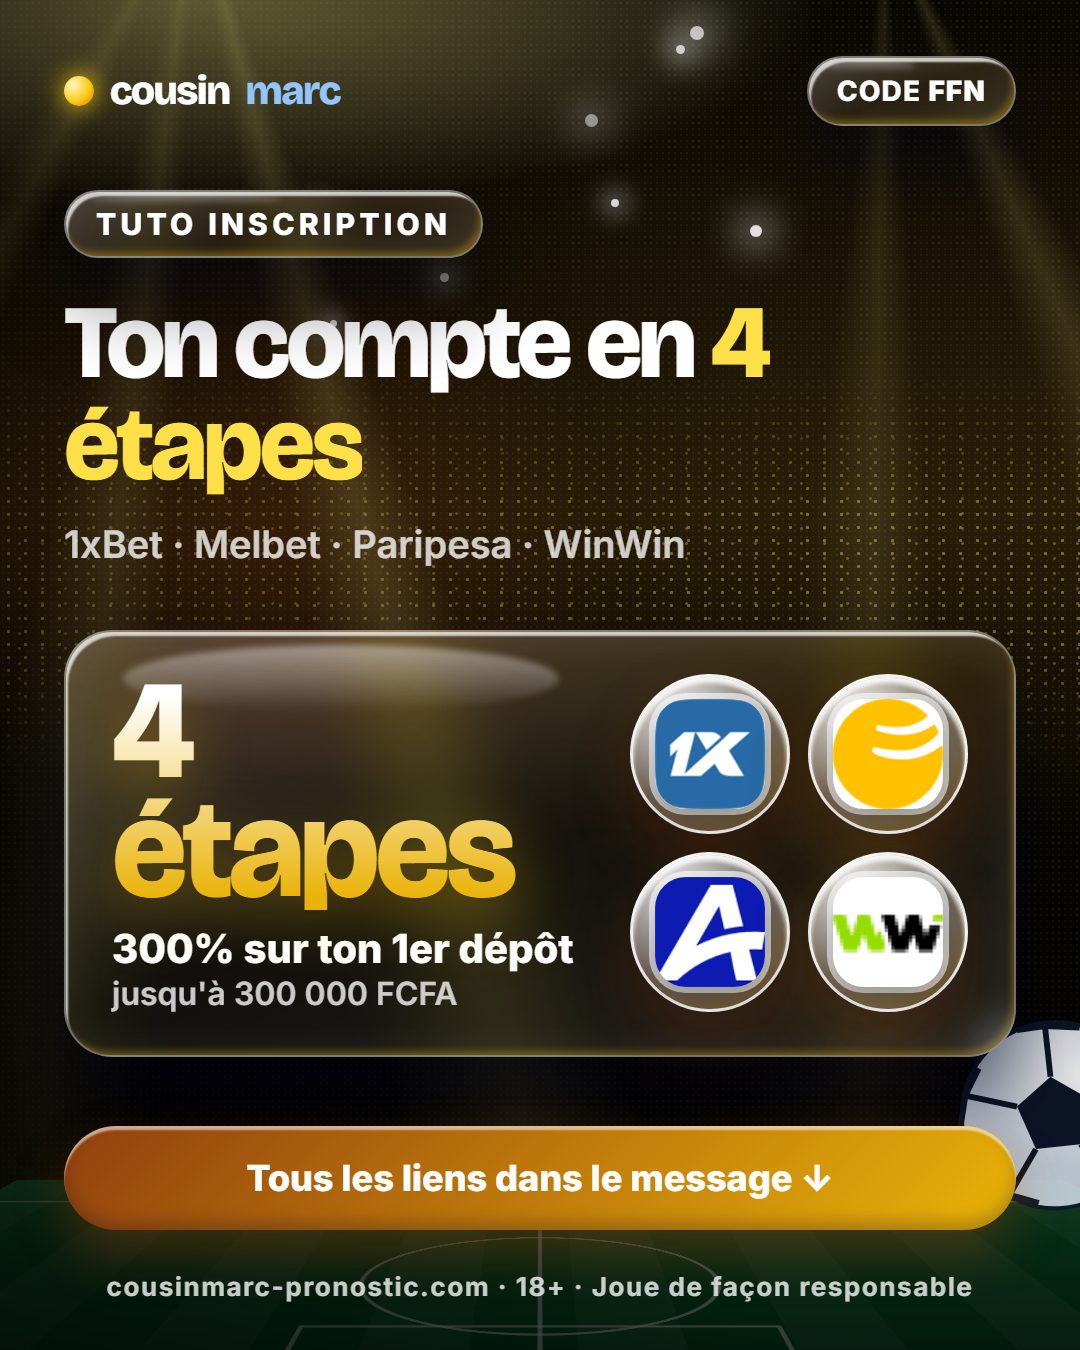 cousin marc
CODE FFN
TUTO INSCRIPTION
Ton compte en 4
étapes
1xBet · Melbet · Paripesa · WinWin
4
étapes
300% sur ton 1er dépôt
jusqu'à 300 000 FCFA
1X
WW
Tous les liens dans le message ↓
cousinmarc-pronostic.com · 18+ · Joue de façon responsable